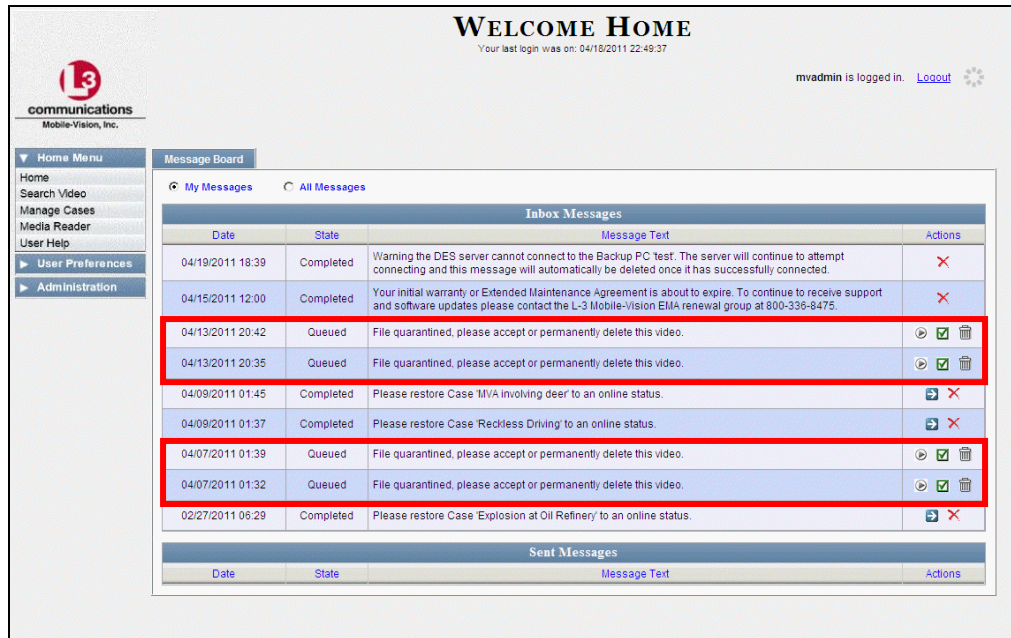 WELCOME HOME
Your last login was on: 04/18/2011 22:49:37
mvadmin is logged in. Logout
L3
communications
Mobile-Vision, Inc.
Home Menu
Home
Search Video
Manage Cases
Media Reader
User Help
User Preferences
Administration
Message Board
My Messages All Messages
Inbox Messages
Date State Message Text Actions
04/19/2011 18:39 Completed Warning the DES server cannot connect to the Backup PC 'test'. The server will continue to attempt
connecting and this message will automatically be deleted once it has successfully connected.
04/15/2011 12:00 Completed Your initial warranty or Extended Maintenance Agreement is about to expire. To continue to receive support
and software updates please contact the L-3 Mobile-Vision EMA renewal group at 800-336-8475.
04/13/2011 20:42 Queued File quarantined, please accept or permanently delete this video.
04/13/2011 20:35 Queued File quarantined, please accept or permanently delete this video.
04/09/2011 01:45 Completed Please restore Case 'MVA involving deer' to an online status.
04/09/2011 01:37 Completed Please restore Case 'Reckless Driving' to an online status.
04/07/2011 01:39 Queued File quarantined, please accept or permanently delete this video.
04/07/2011 01:32 Queued File quarantined, please accept or permanently delete this video.
02/27/2011 06:29 Completed Please restore Case 'Explosion at Oil Refinery' to an online status.
Sent Messages
Date State Message Text Actions